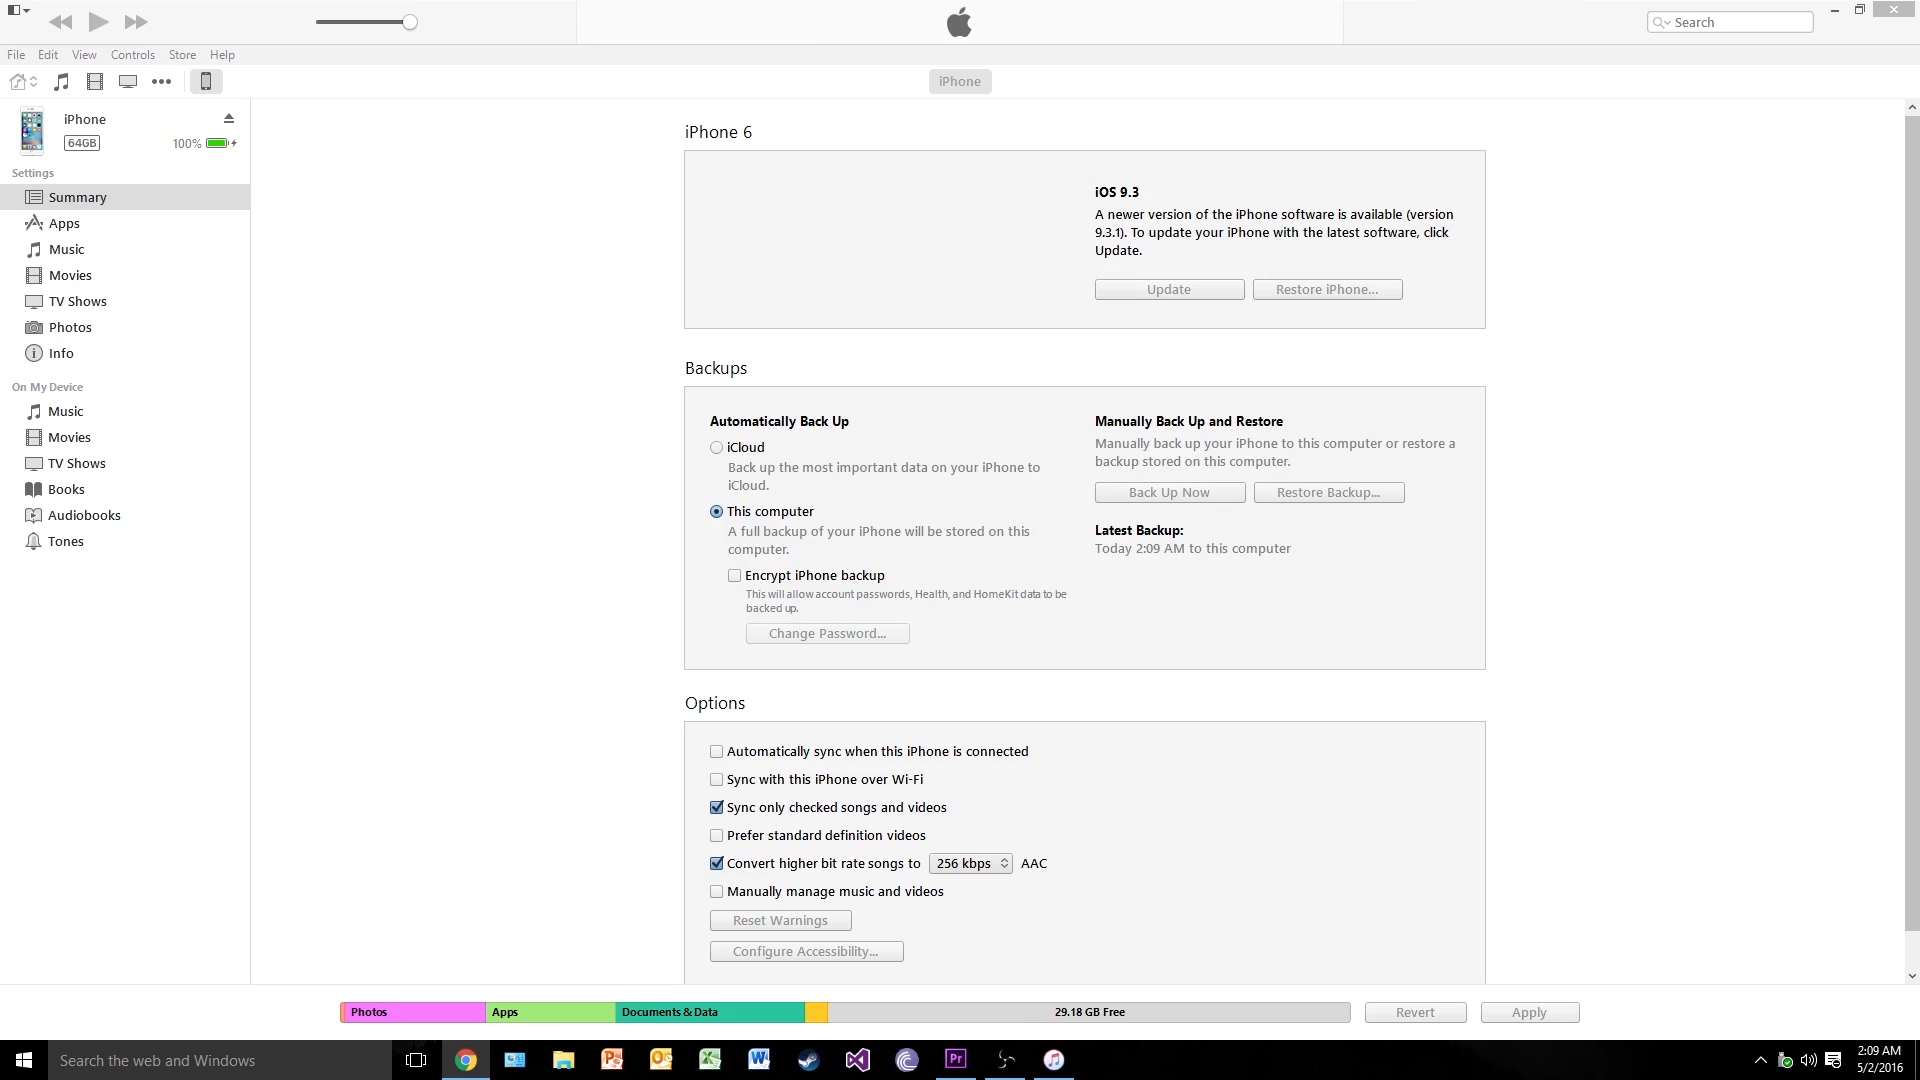 Search
File Edit View Controls Store Help
iPhone
iPhone
64GB
100%
Settings
Summary
Apps
Music
Movies
TV Shows
Photos
Info
On My Device
Music
Movies
TV Shows
Books
Audiobooks
Tones
iPhone 6
iOS 9.3
A newer version of the iPhone software is available (version
9.3.1). To update your iPhone with the latest software, click
Update.
Update Restore iPhone...
Backups
Automatically Back Up
iCloud
Back up the most important data on your iPhone to
iCloud.
This computer
A full backup of your iPhone will be stored on this
computer.
Encrypt iPhone backup
This will allow account passwords, Health, and HomeKit data to be
backed up.
Change Password...
Manually Back Up and Restore
Manually back up your iPhone to this computer or restore a
backup stored on this computer.
Back Up Now Restore Backup...
Latest Backup:
Today 2:09 AM to this computer
Options
Automatically sync when this iPhone is connected
Sync with this iPhone over Wi-Fi
Sync only checked songs and videos
Prefer standard definition videos
Convert higher bit rate songs to 256 kbps AAC
Manually manage music and videos
Reset Warnings
Configure Accessibility...
Photos Apps Documents & Data 29.18 GB Free Revert Apply
Search the web and Windows
Pr
2:09 AM
5/2/2016